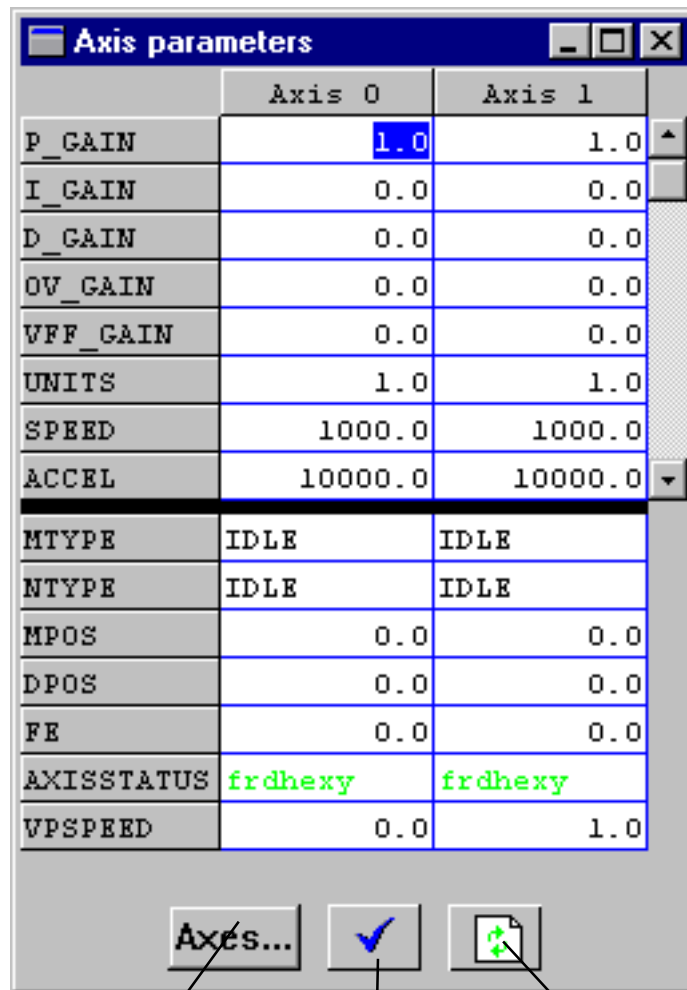 Axis parameters
Axis 0 Axis 1
P_GAIN 1.0 1.0
I_GAIN 0.0 0.0
D_GAIN 0.0 0.0
OV_GAIN 0.0 0.0
VFF_GAIN 0.0 0.0
UNITS 1.0 1.0
SPEED 1000.0 1000.0
ACCEL 10000.0 10000.0
MTYPE IDLE IDLE
NTYPE IDLE IDLE
MPOS 0.0 0.0
DPOS 0.0 0.0
FE 0.0 0.0
AXISSTATUS frdhexy frdhexy
VPSPEED 0.0 1.0
Axes...